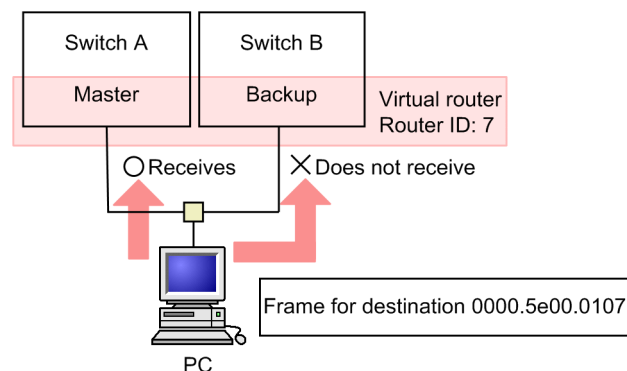 Switch A
Switch B
Master
Backup
Virtual router
Router ID: 7
Receives
Does not receive
Frame for destination 0000.5e00.0107
PC